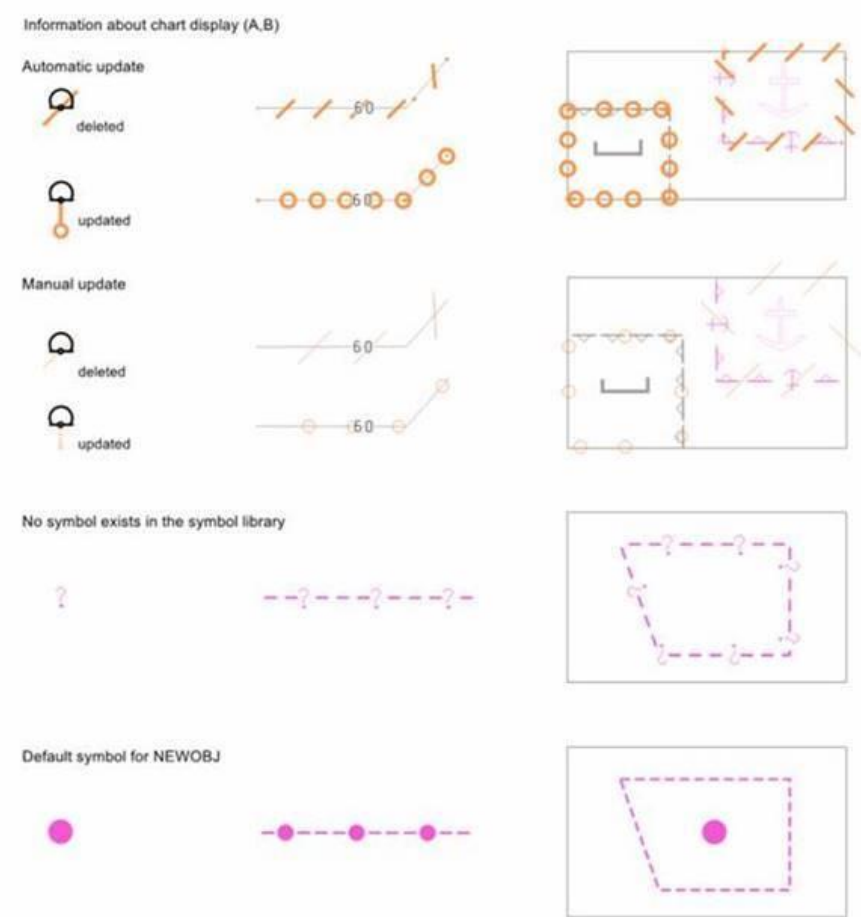 Information about chart display (A,B)
Automatic update
deleted
60
updated
60
Manual update
deleted
60
updated
60
No symbol exists in the symbol library
? ? ? ? ? ? ? ? ? ? ?
Default symbol for NEWOBJ